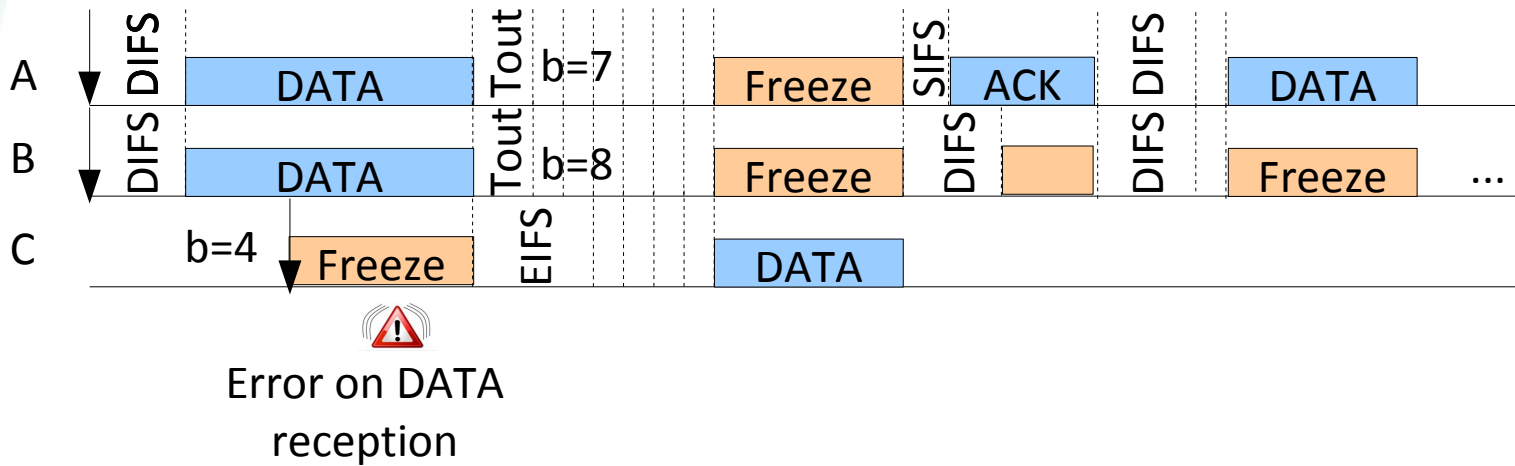 DIFS Tout SIFS DIFS
A DATA b=7 Freeze ACK DATA
DIFS Tout DIFS DIFS
B DATA b=8 Freeze Freeze ...
EIFS
C b=4 Freeze DATA
Error on DATA
reception